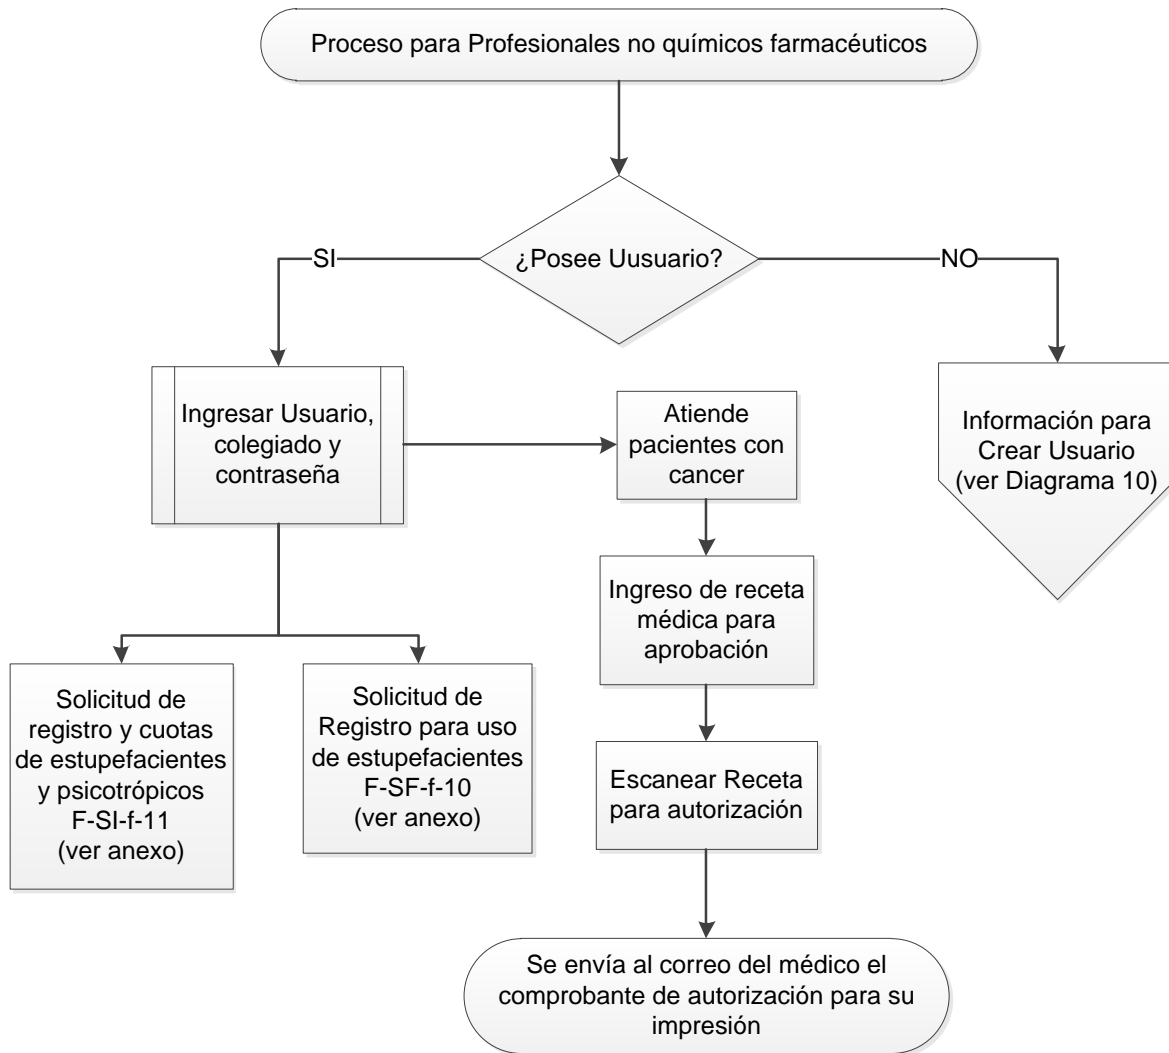 Proceso para Profesionales no químicos farmacéuticos
¿Posee Uusuario?
SI
NO
Ingresar Usuario,
colegiado y
contraseña
Atiende
pacientes con
cancer
Información para
Crear Usuario
(ver Diagrama 10)
Ingreso de receta
médica para
aprobación
Solicitud de
registro y cuotas
de estupefacientes
y psicotrópicos
F-SI-f-11
(ver anexo)
Solicitud de
Registro para uso
de estupefacientes
F-SF-f-10
(ver anexo)
Escanear Receta
para autorización
Se envía al correo del médico el
comprobante de autorización para su
impresión